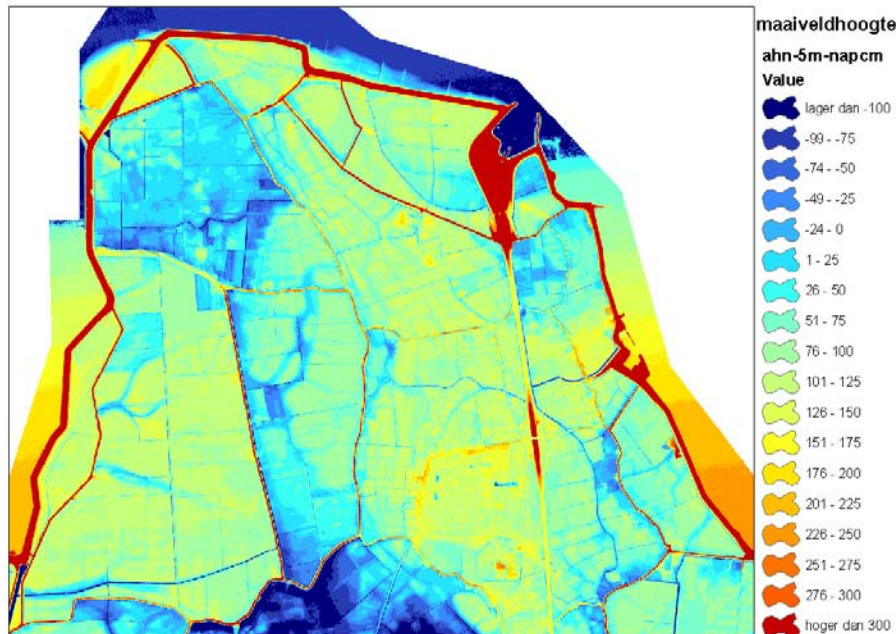 maaiveldhoogte
ahn-5m-napcm
Value
lager dan -100
-99 - -75
-74 - -50
-49 - -25
-24 - 0
1 - 25
26 - 50
51 - 75
76 - 100
101 - 125
126 - 150
151 - 175
176 - 200
201 - 225
226 - 250
251 - 275
276 - 300
hoger dan 300